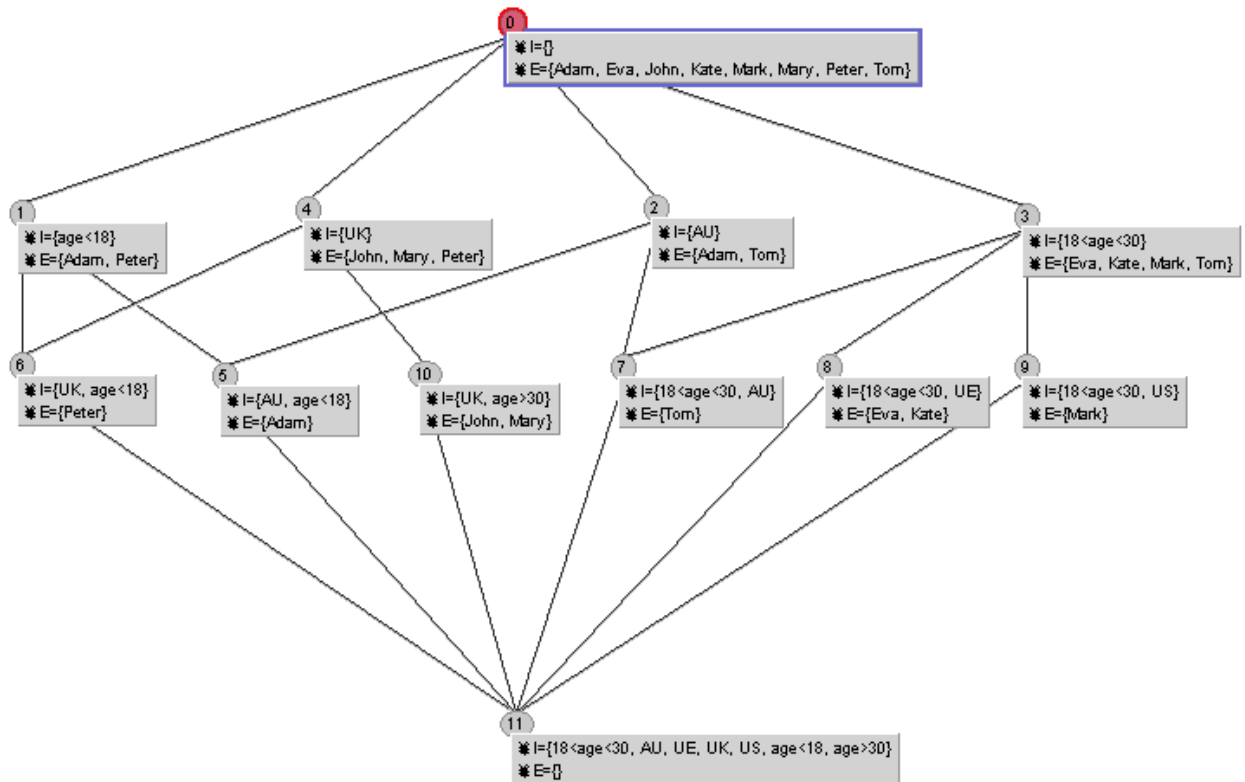 0
I={}
E={Adam, Eva, John, Kate, Mark, Mary, Peter, Tom}
1
I={age<18}
E={Adam, Peter}
4
I={UK}
E={John, Mary, Peter}
2
I={AU}
E={Adam, Tom}
3
I={18<age<30}
E={Eva, Kate, Mark, Tom}
6
I={UK, age<18}
E={Peter}
5
I={AU, age<18}
E={Adam}
10
I={UK, age>30}
E={John, Mary}
7
I={18<age<30, AU}
E={Tom}
8
I={18<age<30, UE}
E={Eva, Kate}
9
I={18<age<30, US}
E={Mark}
11
I={18<age<30, AU, UE, UK, US, age<18, age>30}
E={}